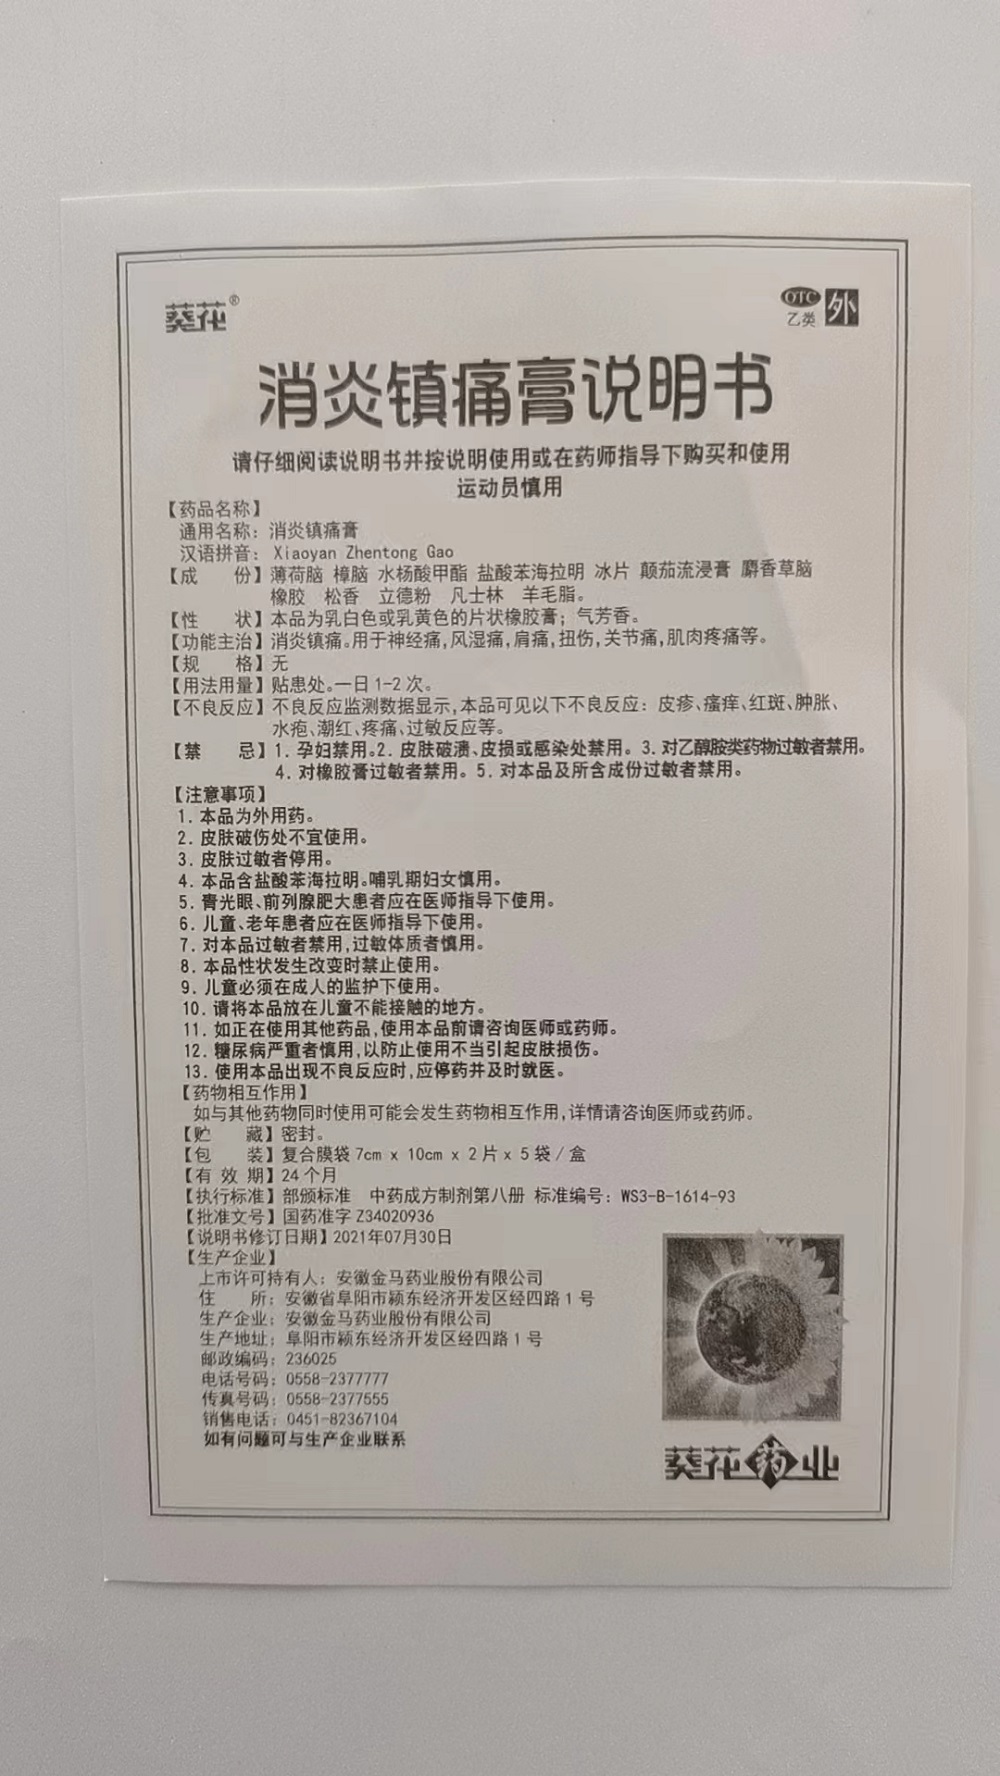 葵花®
OTC
乙类
外
消炎镇痛膏说明书
请仔细阅读说明书并按说明使用或在药师指导下购买和使用
运动员慎用
【药品名称】
通用名称：消炎镇痛膏
汉语拼音：Xiaoyan Zhentong Gao
【成 份】薄荷脑 樟脑 水杨酸甲酯 盐酸苯海拉明 冰片 颠茄流浸膏 麝香草脑
橡胶 松香 立德粉 凡士林 羊毛脂。
【性 状】本品为乳白色或乳黄色的片状橡胶膏；气芳香。
【功能主治】消炎镇痛。用于神经痛,风湿痛,肩痛,扭伤,关节痛,肌肉疼痛等。
【规 格】无
【用法用量】贴患处。一日1-2次。
【不良反应】不良反应监测数据显示,本品可见以下不良反应：皮疹、瘙痒、红斑、肿胀、
水疱、潮红、疼痛、过敏反应等。
【禁 忌】1. 孕妇禁用。2. 皮肤破溃、皮损或感染处禁用。3. 对乙醇胺类药物过敏者禁用。
4. 对橡胶膏过敏者禁用。5. 对本品及所含成份过敏者禁用。
【注意事项】
1. 本品为外用药。
2. 皮肤破伤处不宜使用。
3. 皮肤过敏者停用。
4. 本品含盐酸苯海拉明。哺乳期妇女慎用。
5. 青光眼、前列腺肥大患者应在医师指导下使用。
6. 儿童、老年患者应在医师指导下使用。
7. 对本品过敏者禁用,过敏体质者慎用。
8. 本品性状发生改变时禁止使用。
9. 儿童必须在成人的监护下使用。
10. 请将本品放在儿童不能接触的地方。
11. 如正在使用其他药品,使用本品前请咨询医师或药师。
12. 糖尿病严重者慎用,以防止使用不当引起皮肤损伤。
13. 使用本品出现不良反应时,应停药并及时就医。
【药物相互作用】
如与其他药物同时使用可能会发生药物相互作用,详情请咨询医师或药师。
【贮 藏】密封。
【包 装】复合膜袋 7cm x 10cm x 2片 x 5袋/盒
【有 效 期】24个月
【执行标准】部颁标准 中药成方制剂第八册 标准编号：WS3-B-1614-93
【批准文号】国药准字Z34020936
【说明书修订日期】2021年07月30日
【生产企业】
上市许可持有人：安徽金马药业股份有限公司
住 所：安徽省阜阳市颍东经济开发区经四路1号
生产企业：安徽金马药业股份有限公司
生产地址：阜阳市颍东经济开发区经四路1号
邮政编码：236025
电话号码：0558-2377777
传真号码：0558-2377555
销售电话：0451-82367104
如有问题可与生产企业联系
葵花药业